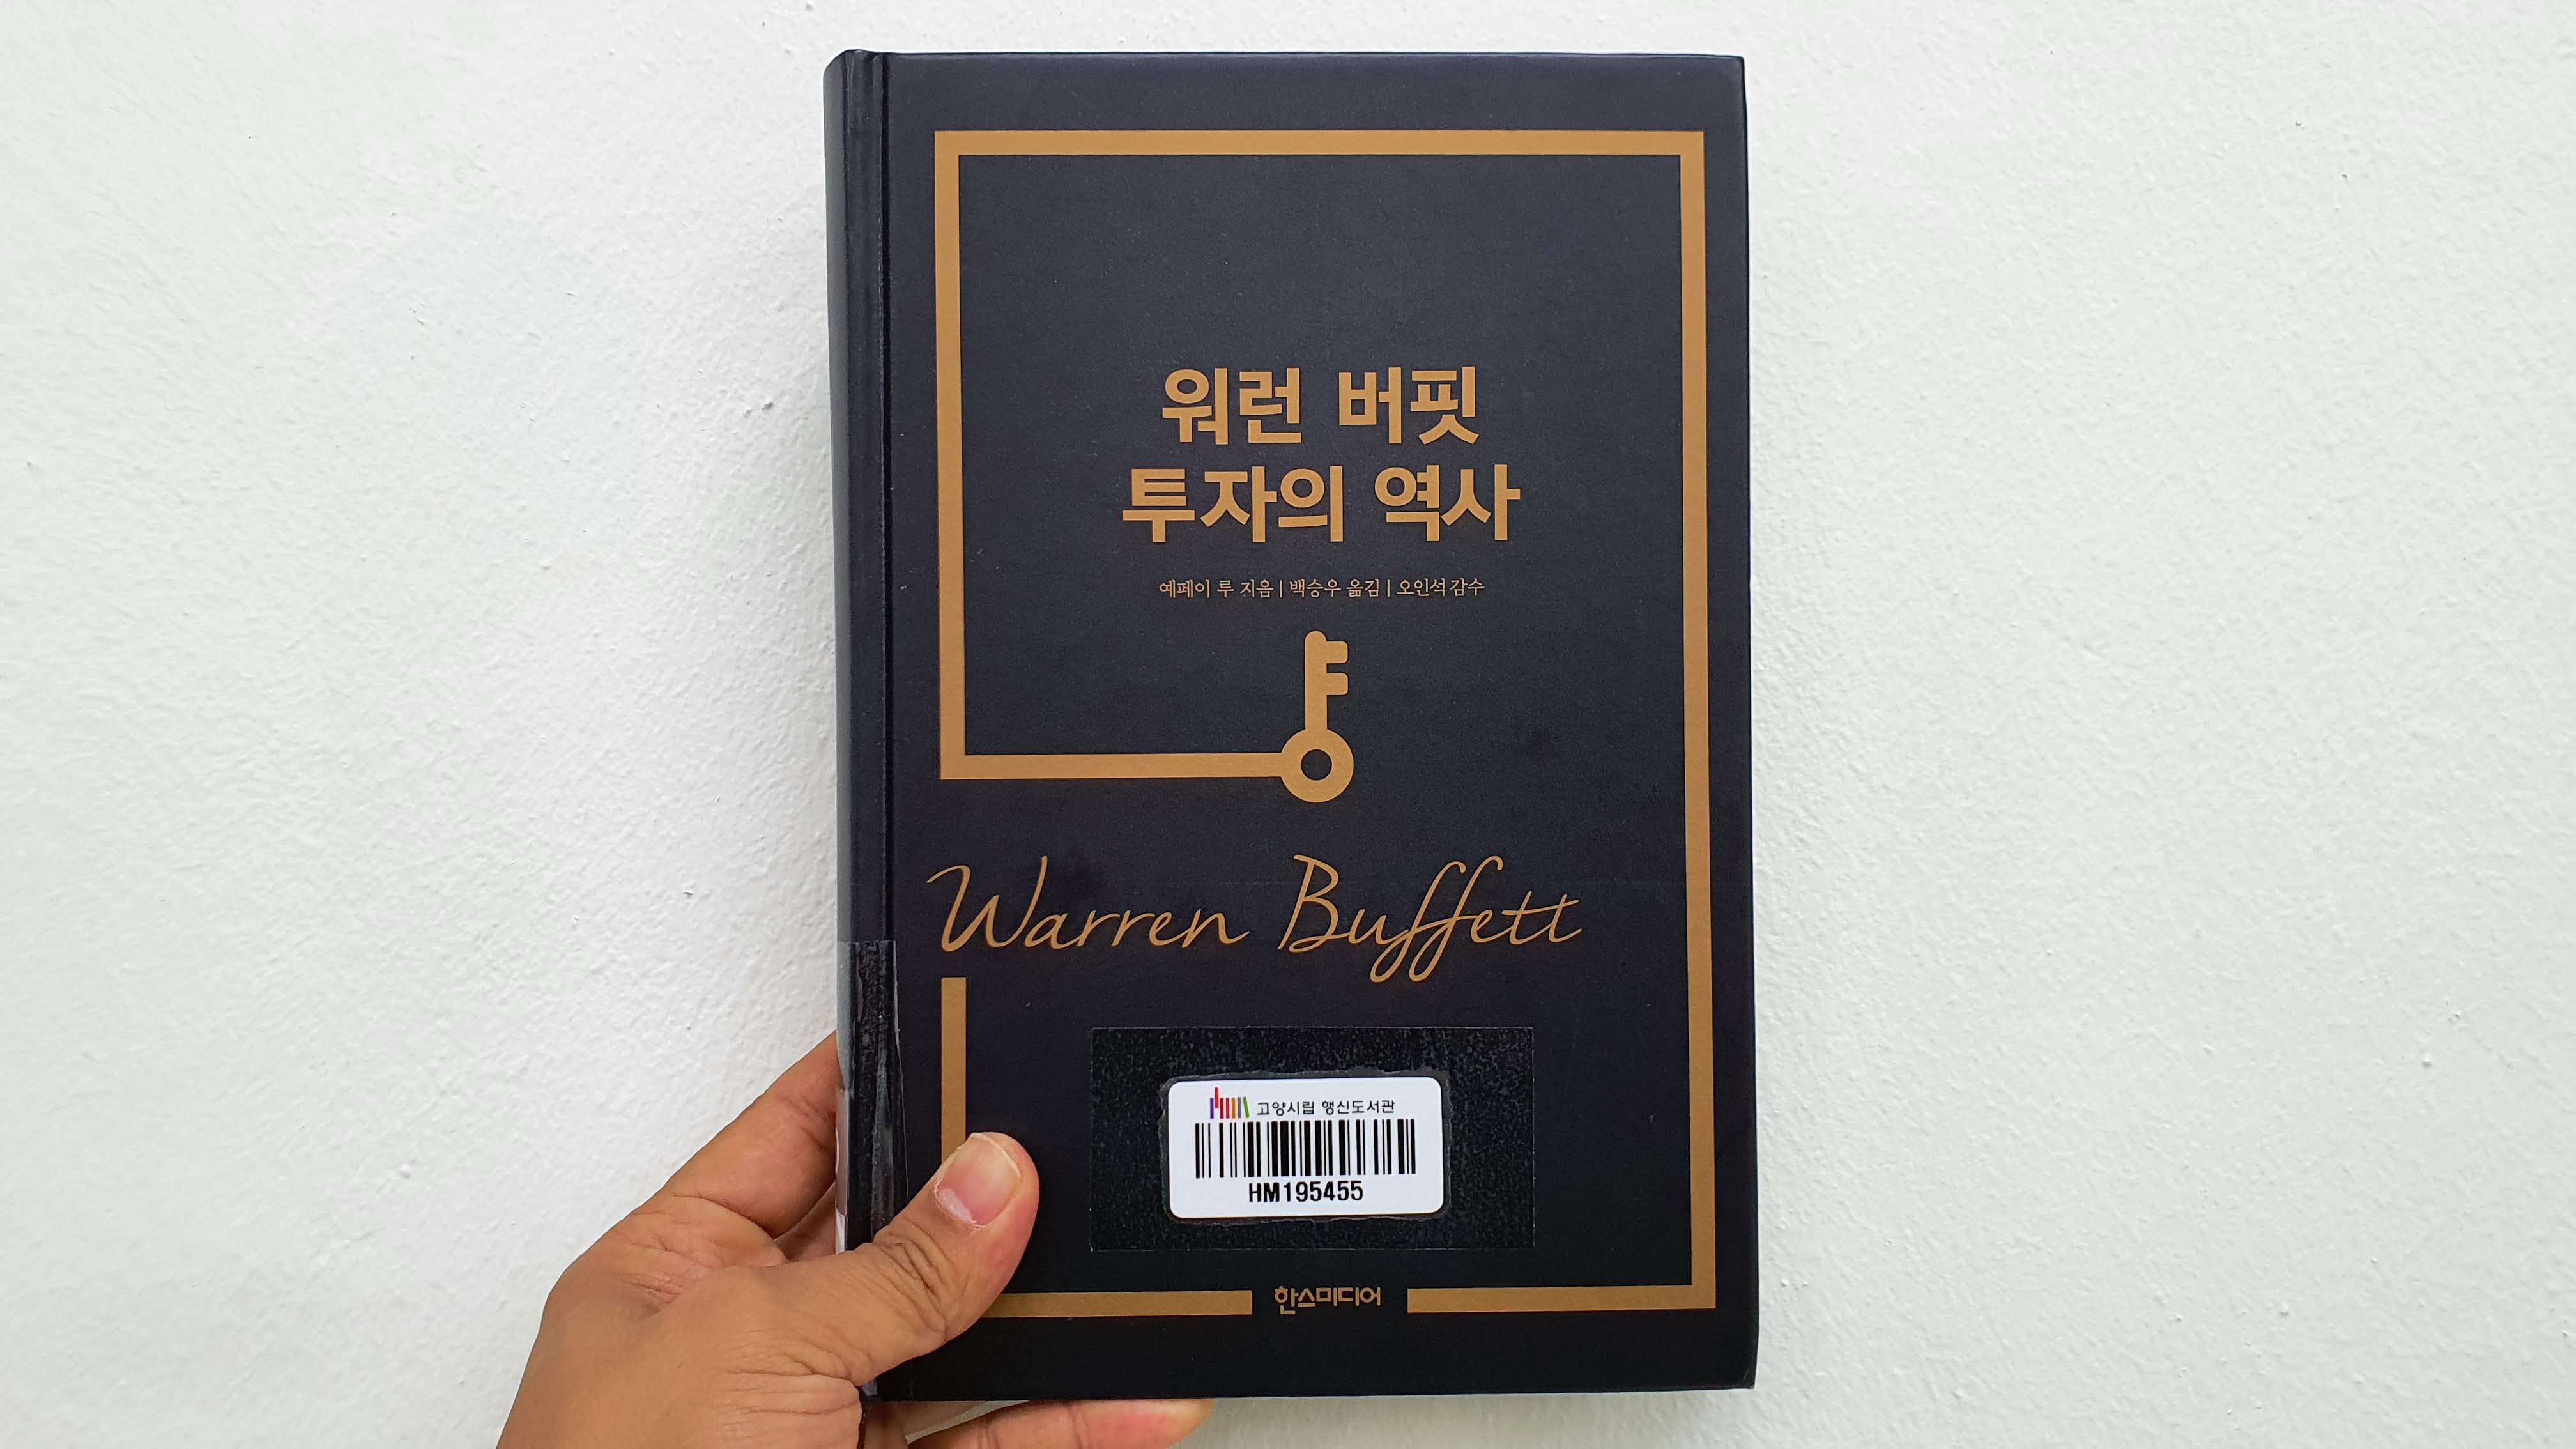 워런 버핏
투자의 역사
예페이 루 지음 | 백승우 옮김 | 오인석 감수
Warren Buffett
고양시립 행신도서관
HM195455
한스미디어